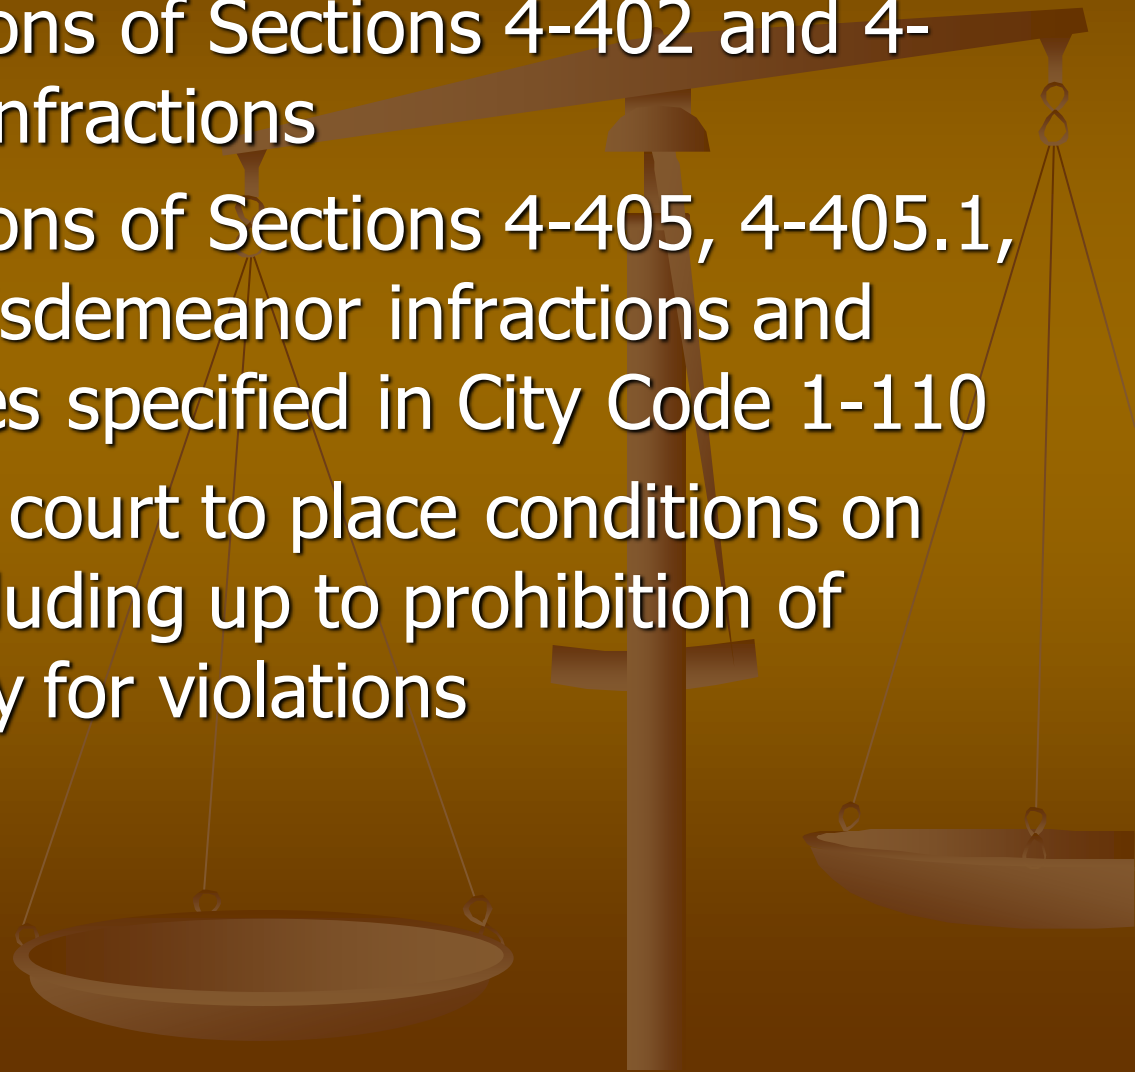 ons of Sections 4-402 and 4-
nfractions
ons of Sections 4-405, 4-405.1,
sdemeanor infractions and
es specified in City Code 1-110
court to place conditions on
luding up to prohibition of
y for violations